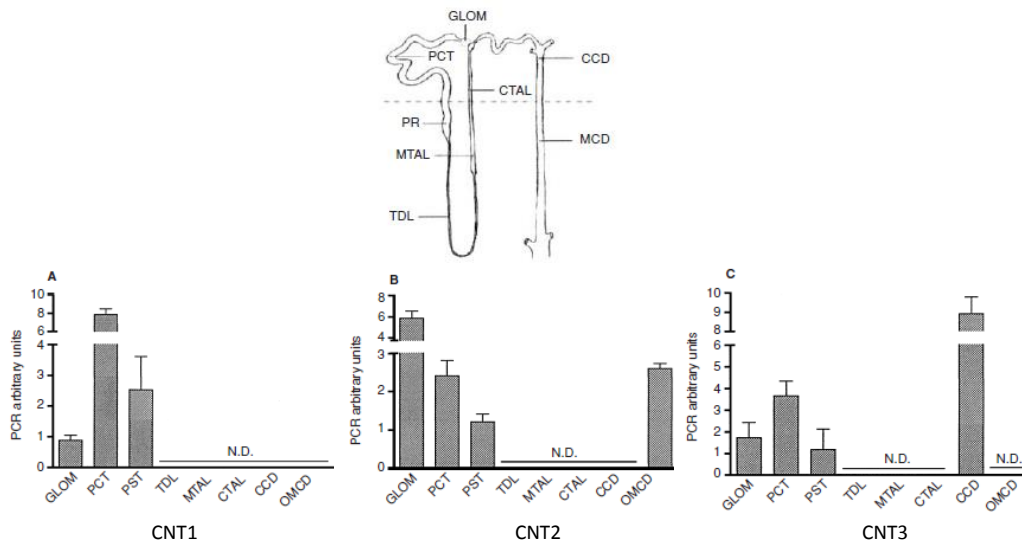 GLOM
PCT
CCD
CTAL
PR
MCD
MTAL
TDL
A
10
8
6
4
3
2
1
0
PCR arbitrary units
N.D.
GLOM
PCT
PST
TDL
MTAL
CTAL
CCD
OMCD
CNT1
B
8
6
4
3
2
1
0
PCR arbitrary units
N.D.
GLOM
PCT
PST
TDL
MTAL
CTAL
CCD
OMCD
CNT2
C
10
9
8
6
5
4
3
2
1
0
PCR arbitrary units
N.D.
N.D.
GLOM
PCT
PST
TDL
MTAL
CTAL
CCD
OMCD
CNT3